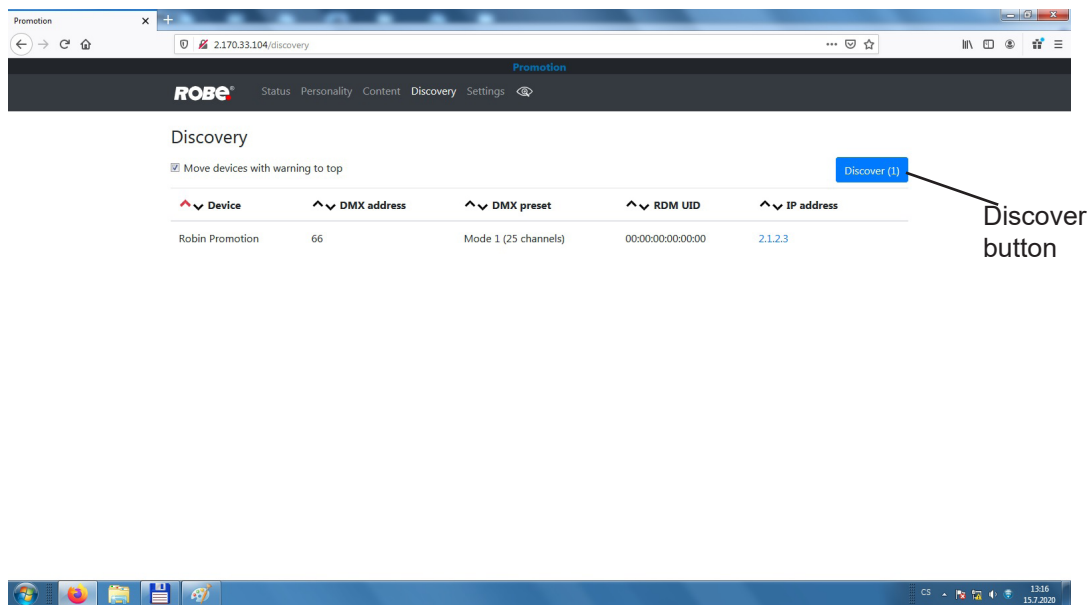 Promotion
2.170.33.104/discovery
Promotion
ROBE® Status Personality Content Discovery Settings
Discovery
Move devices with warning to top
Discover (1)
Device DMX address DMX preset RDM UID IP address
Robin Promotion 66 Mode 1 (25 channels) 00:00:00:00:00:00 2.1.2.3
Discover
button
CS 13:16
15.7.2020